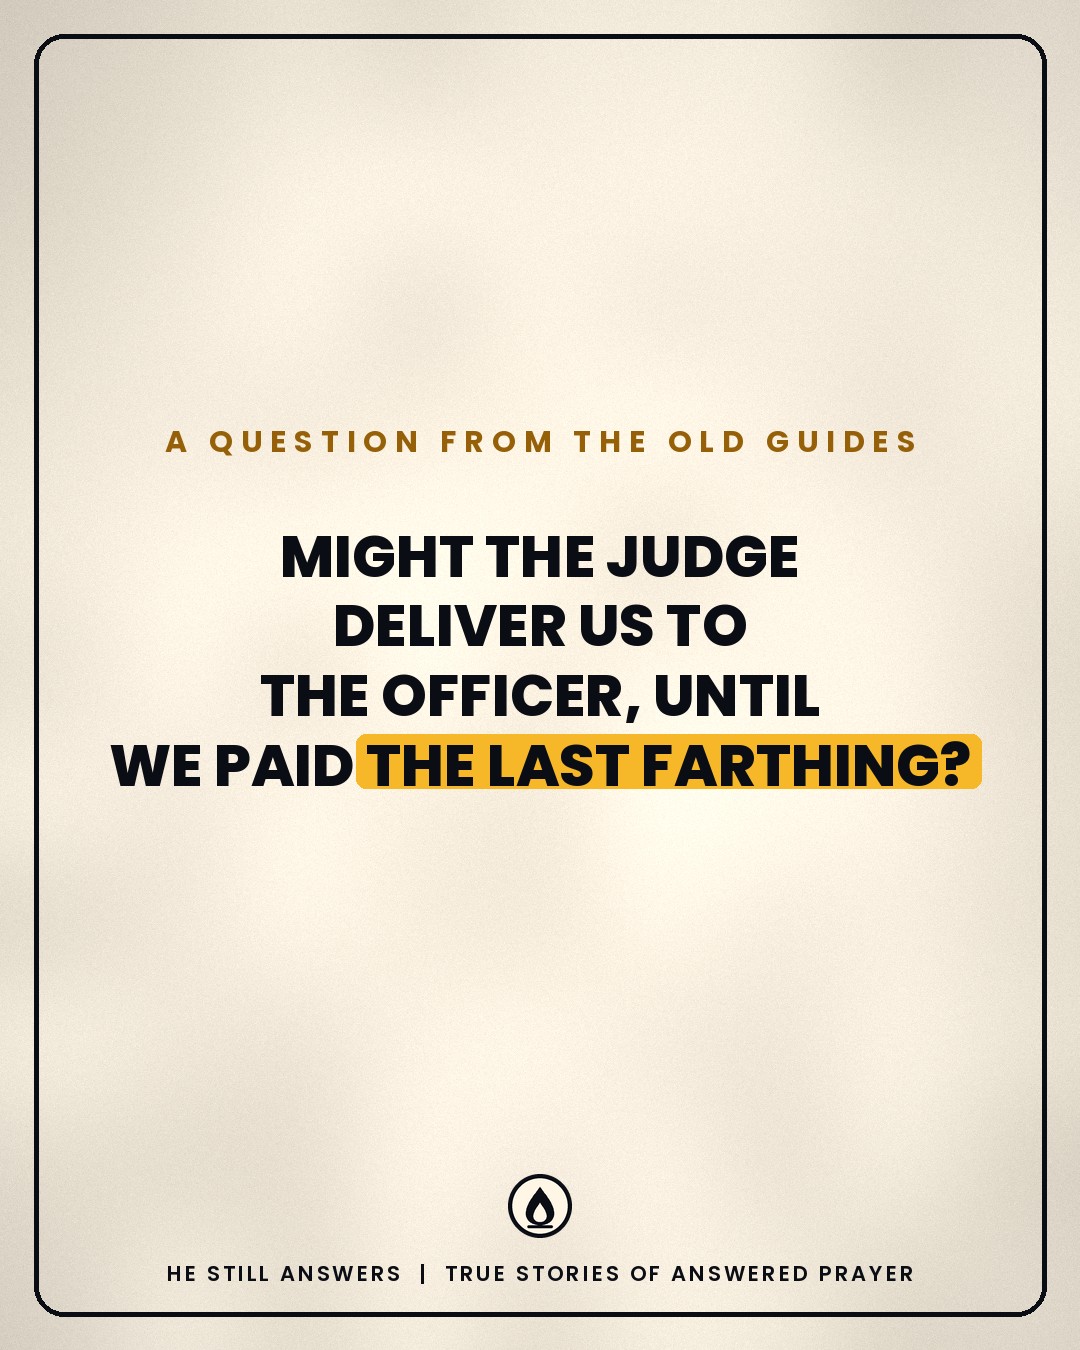 A QUESTION FROM THE OLD GUIDES
MIGHT THE JUDGE
DELIVER US TO
THE OFFICER, UNTIL
WE PAID THE LAST FARTHING?
HE STILL ANSWERS | TRUE STORIES OF ANSWERED PRAYER